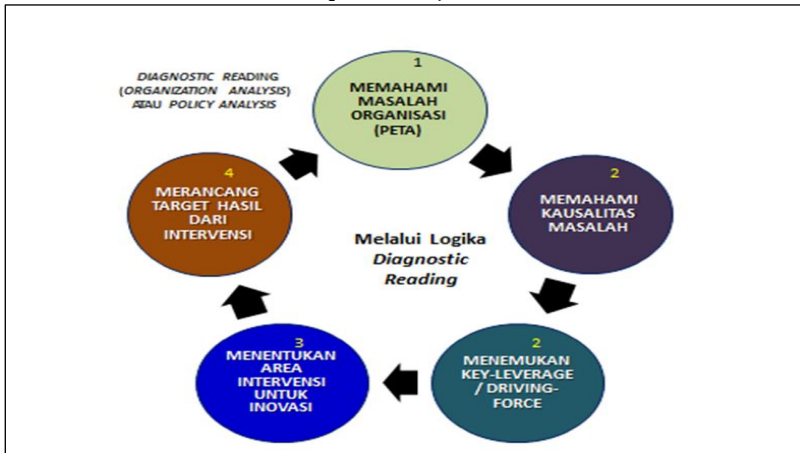 DIAGNOSTIC READING
(ORGANIZATION ANALYSIS)
ATAU POLICY ANALYSIS
1
MEMAHAMI
MASALAH
ORGANISASI
(PETA)
2
MEMAHAMI
KAUSALITAS
MASALAH
2
MENEMUKAN
KEY-LEVERAGE
/ DRIVING-
FORCE
3
MENENTUKAN
AREA
INTERVENSI
UNTUK
INOVASI
4
MERANCANG
TARGET HASIL
DARI
INTERVENSI
Melalui Logika
Diagnostic
Reading